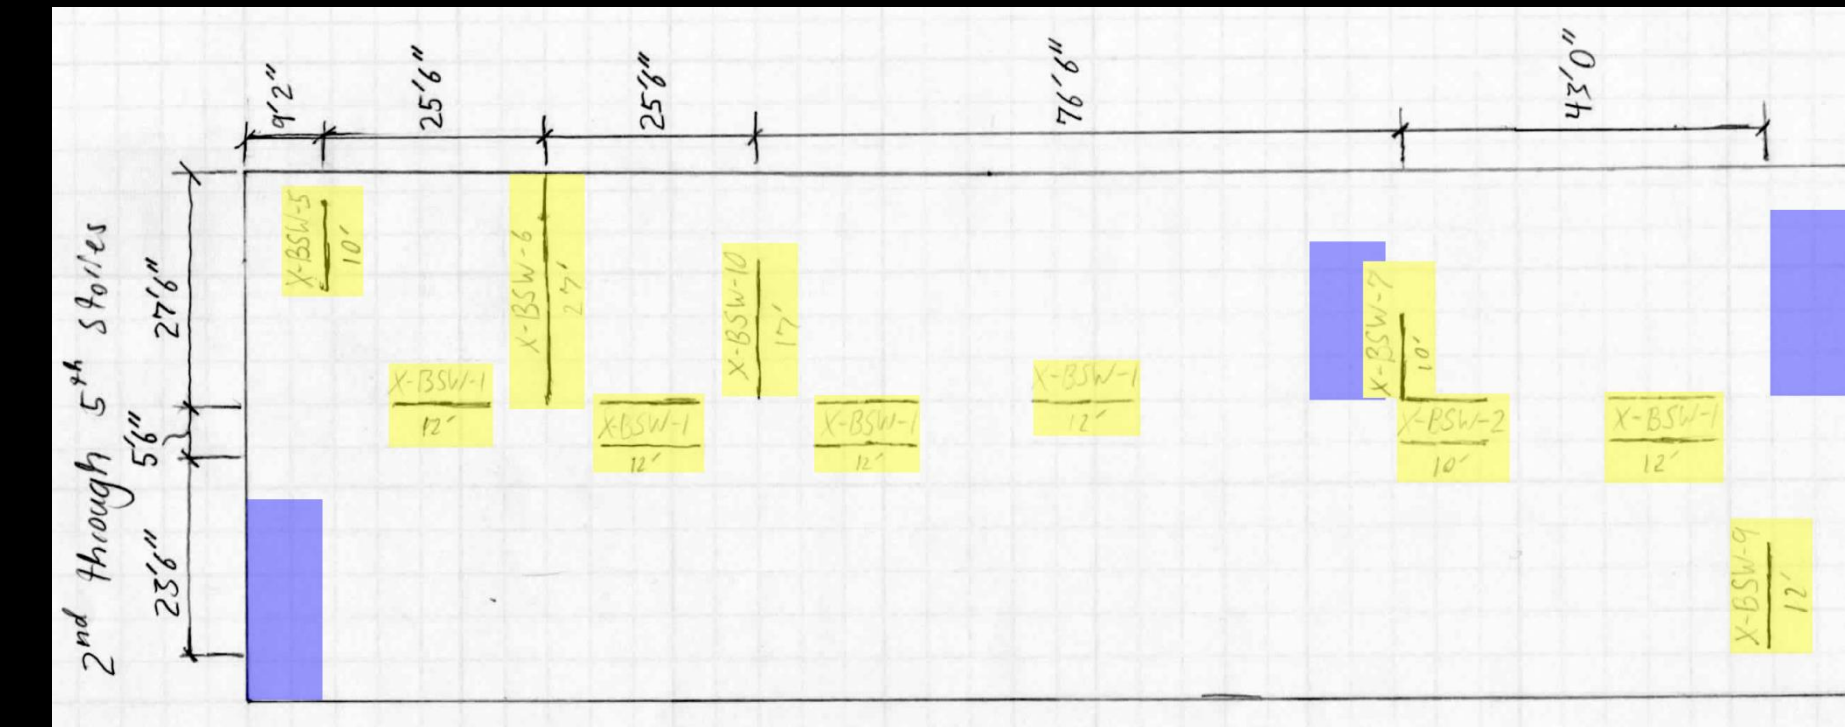 9'2"
25'6"
25'6"
76'6"
43'0"
2nd through 5th stories
27'6"
5'6"
23'6"
X-BSW-5
10'
X-BSW-6
27'
X-BSW-10
17'
X-BSW-7
10'
X-BSW-1
12'
X-BSW-1
12'
X-BSW-1
12'
X-BSW-1
12'
X-BSW-2
10'
X-BSW-1
12'
X-BSW-9
12'